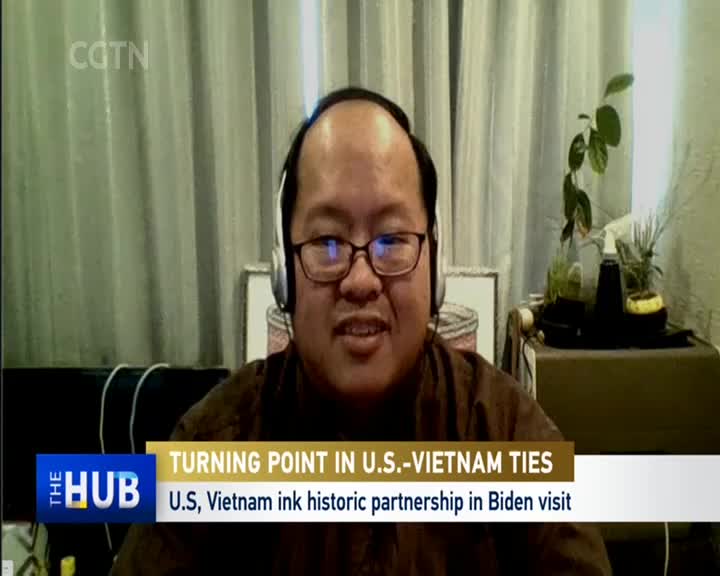 CGTN
TURNING POINT IN U.S.-VIETNAM TIES
THE HUB
U.S, Vietnam ink historic partnership in Biden visit